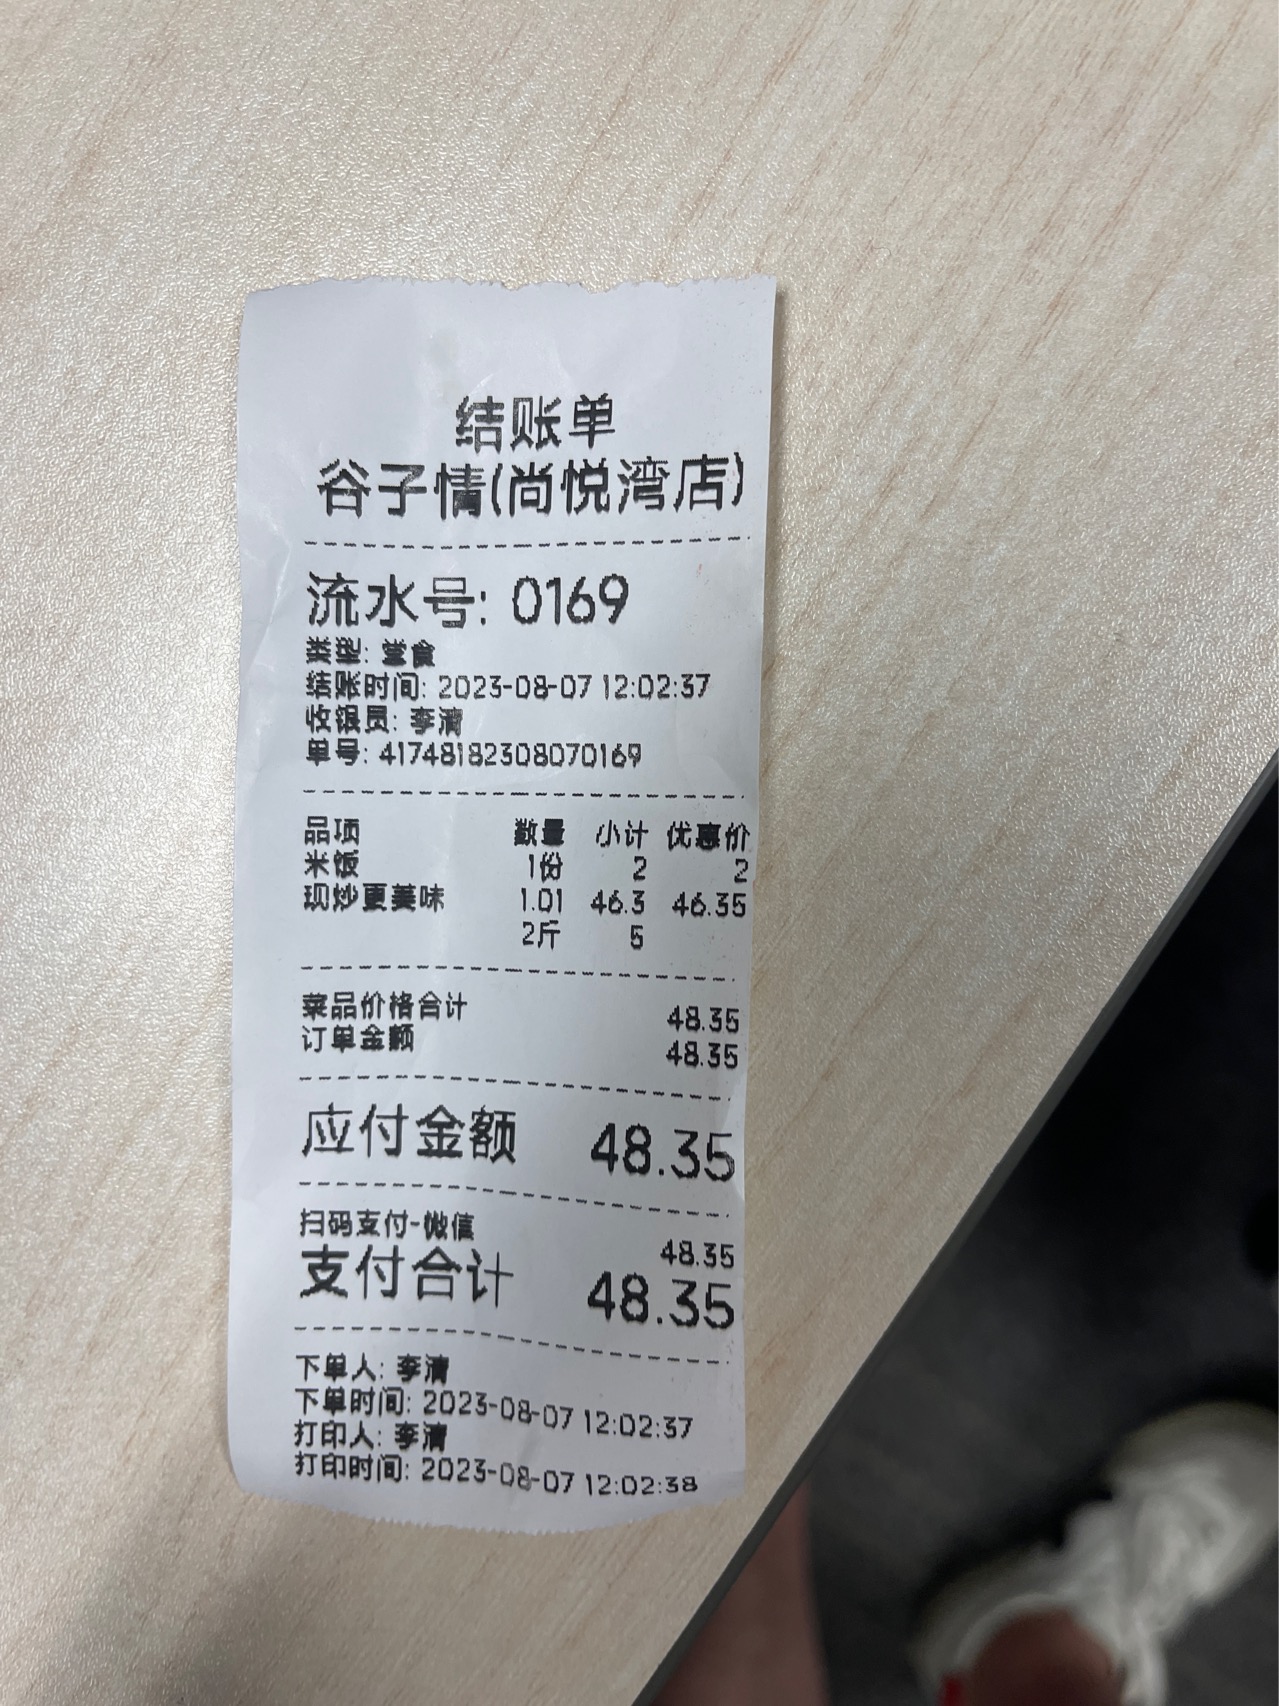 结账单
谷子情(尚悦湾店)
流水号: 0169
类型: 堂食
结账时间: 2023-08-07 12:02:37
收银员: 李清
单号: 41748182308070169
品项 数量 小计 优惠价
米饭 1份 2 2
现炒更美味 1.01 46.3 46.35
2斤 5
菜品价格合计 48.35
订单金额 48.35
应付金额 48.35
扫码支付-微信 48.35
支付合计 48.35
下单人: 李清
下单时间: 2023-08-07 12:02:37
打印人: 李清
打印时间: 2023-08-07 12:02:38